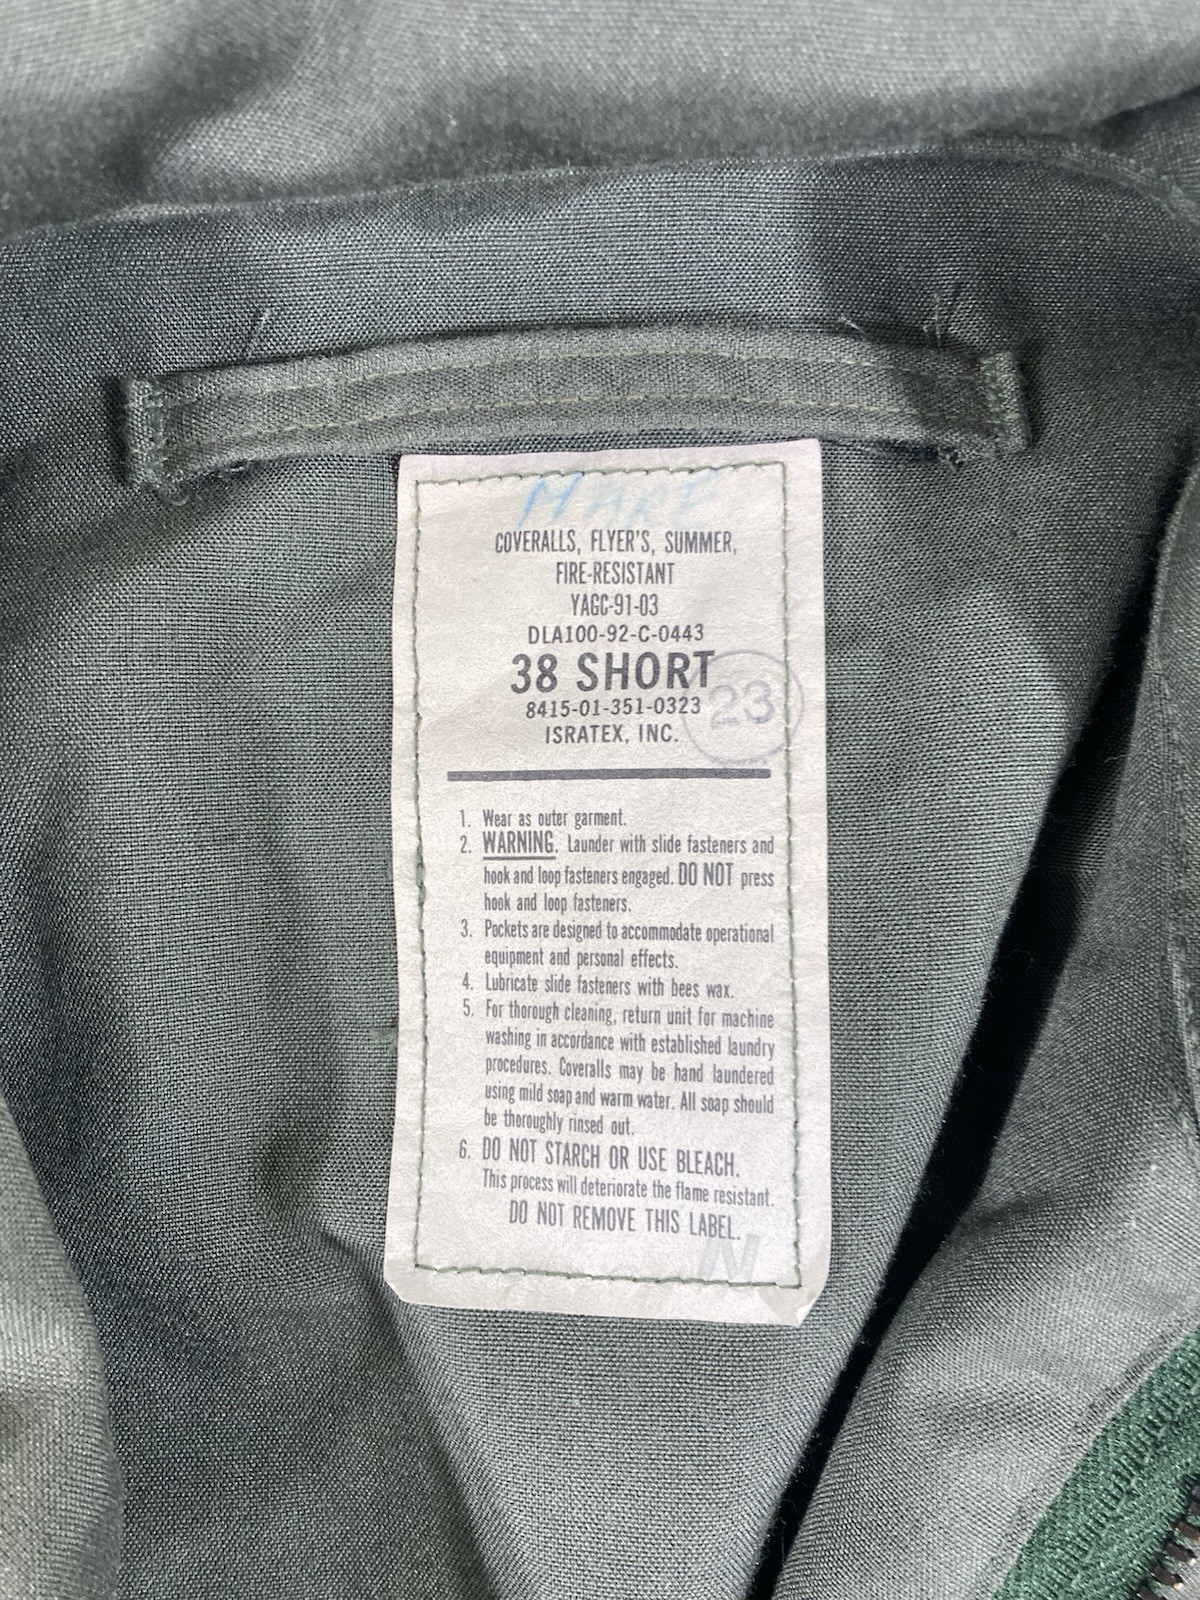 COVERALLS, FLYER'S, SUMMER,
FIRE-RESISTANT
YAGC-91-03
DLA100-92-C-0443
38 SHORT
23
8415-01-351-0323
ISRATEX, INC.
1. Wear as outer garment.
2. WARNING. Launder with slide fasteners and
hook and loop fasteners engaged. DO NOT press
hook and loop fasteners.
3. Pockets are designed to accommodate operational
equipment and personal effects.
4. Lubricate slide fasteners with bees wax.
5. For thorough cleaning, return unit for machine
washing in accordance with established laundry
procedures. Coveralls may be hand laundered
using mild soap and warm water. All soap should
be thoroughly rinsed out.
6. DO NOT STARCH OR USE BLEACH.
This process will deteriorate the flame resistant.
DO NOT REMOVE THIS LABEL.
N